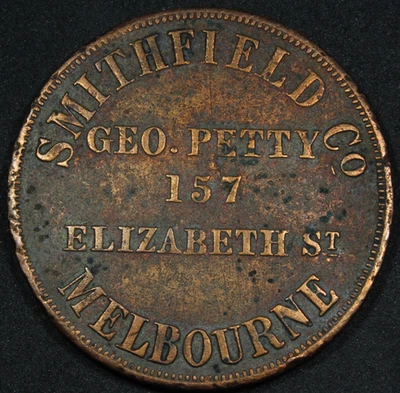 SMITHFIELD CO
GEO. PETTY
157
ELIZABETH ST
MELBOURNE